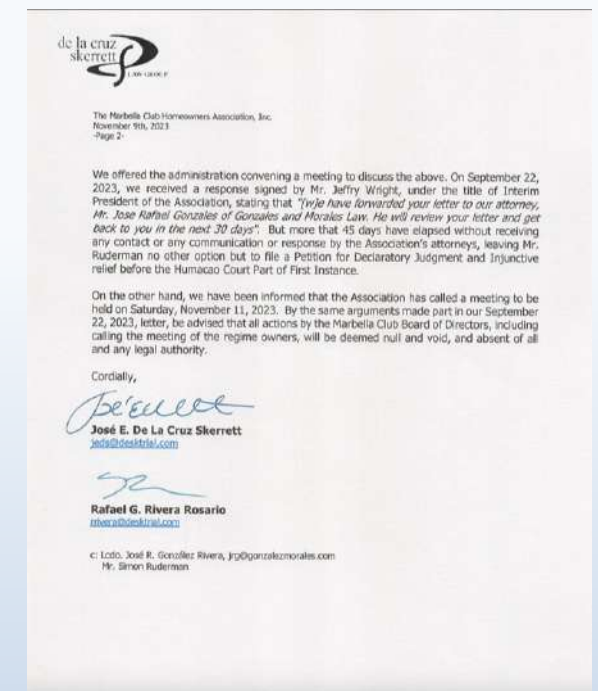 de la cruz
skerrett
LAW GROUP
The Marbella Club Homeowners Association, Inc.
November 9th, 2023
-Page 2-
We offered the administration convening a meeting to discuss the above. On September 22,
2023, we received a response signed by Mr. Jeffry Wright, under the title of Interim
President of the Association, stating that "[w]e have forwarded your letter to our attorney,
Mr. Jose Rafael Gonzales of Gonzales and Morales Law. He will review your letter and get
back to you in the next 30 days". But more that 45 days have elapsed without receiving
any contact or any communication or response by the Association's attorneys, leaving Mr.
Ruderman no other option but to file a Petition for Declaratory Judgment and Injunctive
relief before the Humacao Court Part of First Instance.
On the other hand, we have been informed that the Association has called a meeting to be
held on Saturday, November 11, 2023. By the same arguments made part in our September
22, 2023, letter, be advised that all actions by the Marbella Club Board of Directors, including
calling the meeting of the regime owners, will be deemed null and void, and absent of all
and any legal authority.
Cordially,
José E. De La Cruz Skerrett
jeds@desktrial.com
Rafael G. Rivera Rosario
rrivera@desktrial.com
c: Lcdo. José R. González Rivera, jrg@gonzalezmorales.com
Mr. Simon Ruderman